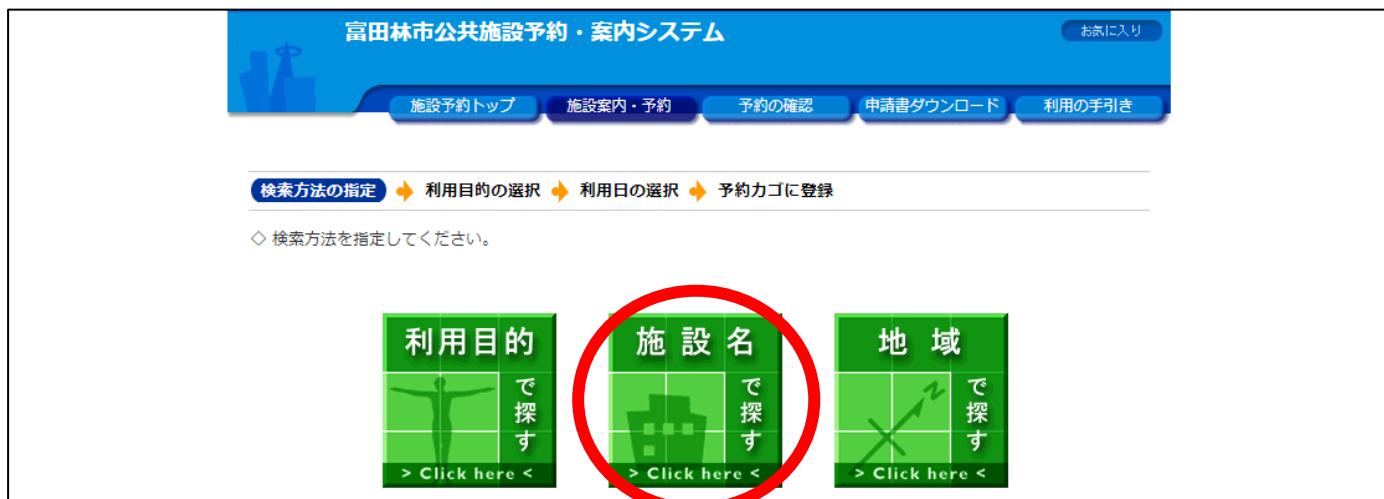 富田林市公共施設予約・案内システム
お気に入り
施設予約トップ 施設案内・予約 予約の確認 申請書ダウンロード 利用の手引き
検索方法の指定 利用目的の選択 利用日の選択 予約カゴに登録
◇ 検索方法を指定してください。
利用目的
で探す
> Click here <
施設名
で探す
> Click here <
地域
で探す
> Click here <